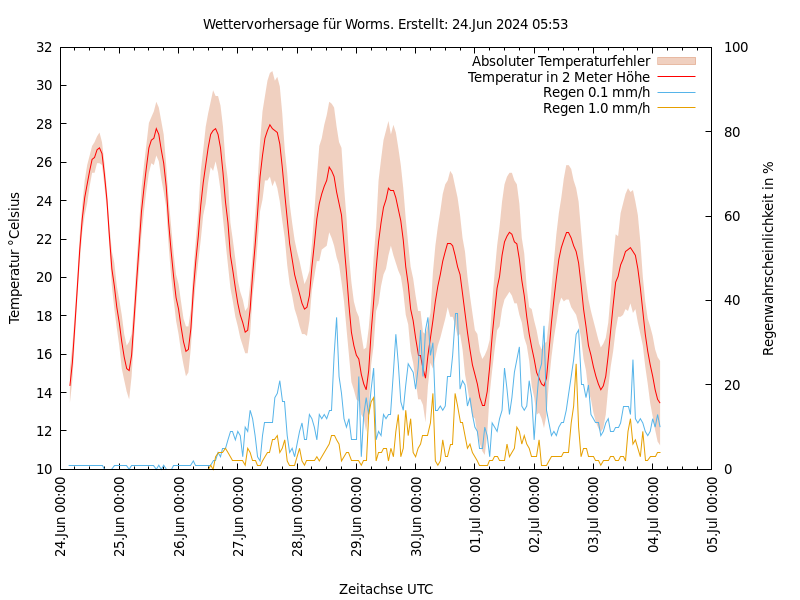 Wettervorhersage für Worms. Erstellt: 24.Jun 2024 05:53
Absoluter Temperaturfehler
Temperatur in 2 Meter Höhe
Regen 0.1 mm/h
Regen 1.0 mm/h
Temperatur °Celsius
32
30
28
26
24
22
20
18
16
14
12
10
100
80
60
40
20
0
Regenwahrscheinlichkeit in %
24.Jun 00:00
25.Jun 00:00
26.Jun 00:00
27.Jun 00:00
28.Jun 00:00
29.Jun 00:00
30.Jun 00:00
01.Jul 00:00
02.Jul 00:00
03.Jul 00:00
04.Jul 00:00
05.Jul 00:00
Zeitachse UTC